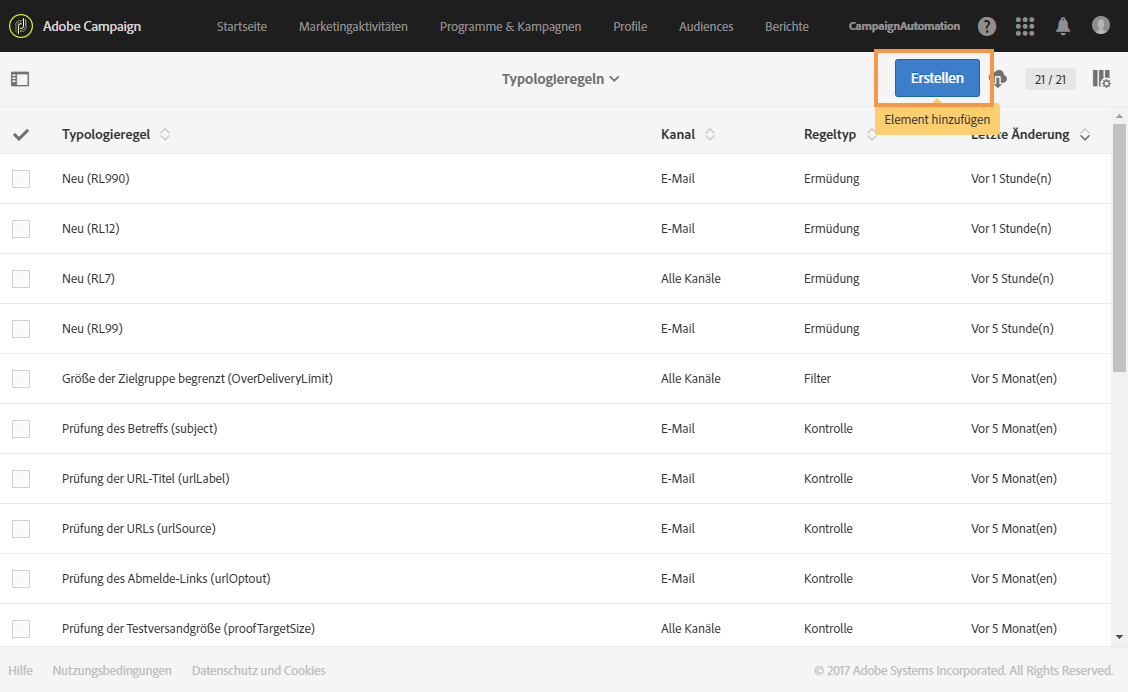 Adobe Campaign Startseite Marketingaktivitäten Programme & Kampagnen Profile Audiences Berichte CampaignAutomation ?
Typologieregeln Erstellen 21 / 21
Element hinzufügen
Typologieregel Kanal Regeltyp Letzte Änderung
Neu (RL990) E-Mail Ermüdung Vor 1 Stunde(n)
Neu (RL12) E-Mail Ermüdung Vor 1 Stunde(n)
Neu (RL7) Alle Kanäle Ermüdung Vor 5 Stunde(n)
Neu (RL99) E-Mail Ermüdung Vor 5 Stunde(n)
Größe der Zielgruppe begrenzt (OverDeliveryLimit) Alle Kanäle Filter Vor 5 Monat(en)
Prüfung des Betreffs (subject) E-Mail Kontrolle Vor 5 Monat(en)
Prüfung der URL-Titel (urlLabel) E-Mail Kontrolle Vor 5 Monat(en)
Prüfung der URLs (urlSource) E-Mail Kontrolle Vor 5 Monat(en)
Prüfung des Abmelde-Links (urlOptout) E-Mail Kontrolle Vor 5 Monat(en)
Prüfung der Testversandgröße (proofTargetSize) Alle Kanäle Kontrolle Vor 5 Monat(en)
Hilfe Nutzungsbedingungen Datenschutz und Cookies © 2017 Adobe Systems Incorporated. All Rights Reserved.